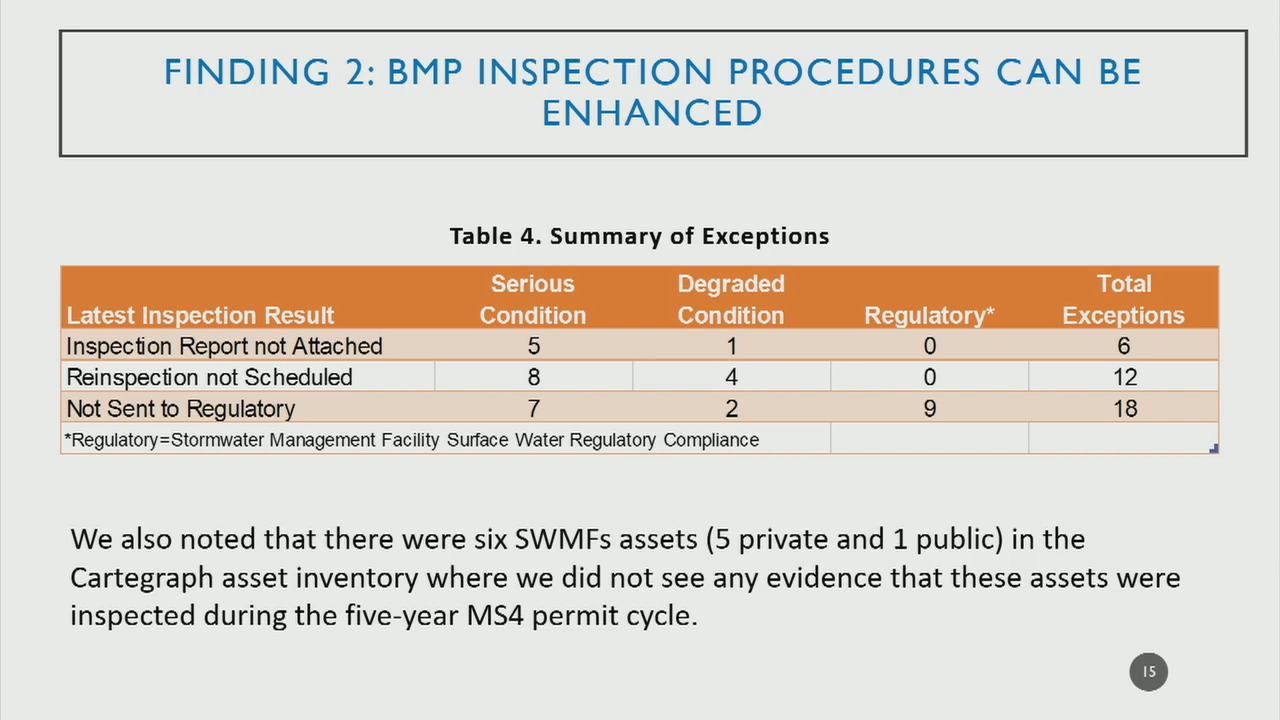 FINDING 2: BMP INSPECTION PROCEDURES CAN BE
ENHANCED
Table 4. Summary of Exceptions
Latest Inspection Result Serious Condition Degraded Condition Regulatory* Total Exceptions
Inspection Report not Attached 5 1 0 6
Reinspection not Scheduled 8 4 0 12
Not Sent to Regulatory 7 2 9 18
*Regulatory=Stormwater Management Facility Surface Water Regulatory Compliance
We also noted that there were six SWMFs assets (5 private and 1 public) in the
Cartegraph asset inventory where we did not see any evidence that these assets were
inspected during the five-year MS4 permit cycle.
15